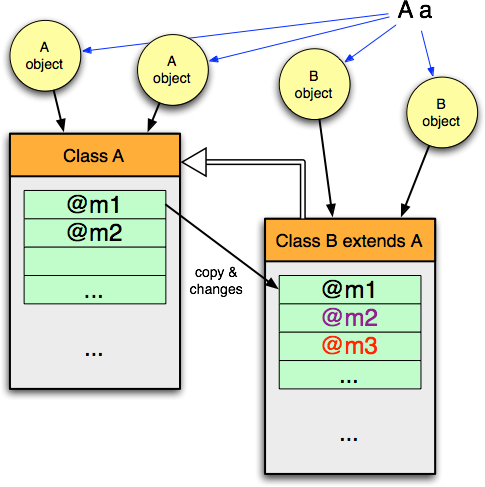 A a
A
object
A
object
B
object
B
object
Class A
@m1
@m2
...
...
copy &
changes
Class B extends A
@m1
@m2
@m3
...
...